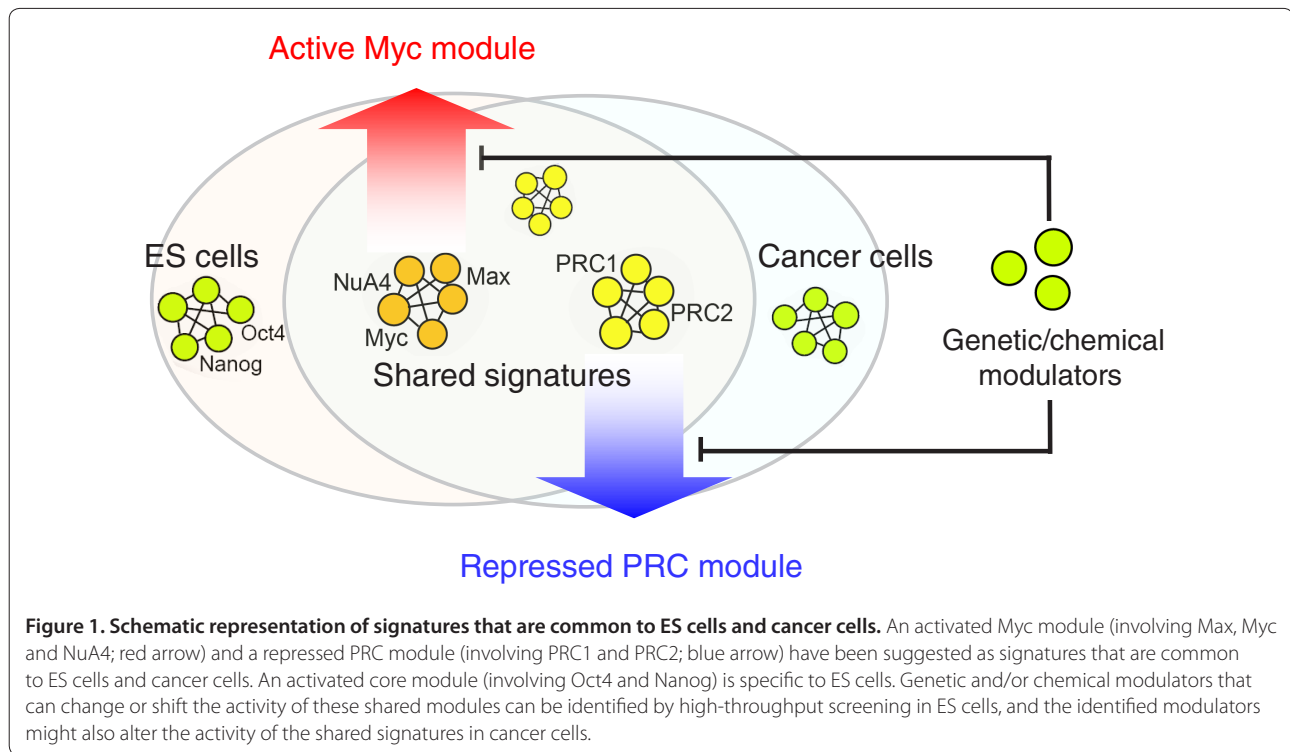 Active Myc module
ES cells
NuA4
Max
Myc
Oct4
Nanog
PRC1
PRC2
Shared signatures
Cancer cells
Genetic/chemical
modulators
Repressed PRC module
Figure 1. Schematic representation of signatures that are common to ES cells and cancer cells. An activated Myc module (involving Max, Myc
and NuA4; red arrow) and a repressed PRC module (involving PRC1 and PRC2; blue arrow) have been suggested as signatures that are common
to ES cells and cancer cells. An activated core module (involving Oct4 and Nanog) is specific to ES cells. Genetic and/or chemical modulators that
can change or shift the activity of these shared modules can be identified by high-throughput screening in ES cells, and the identified modulators
might also alter the activity of the shared signatures in cancer cells.